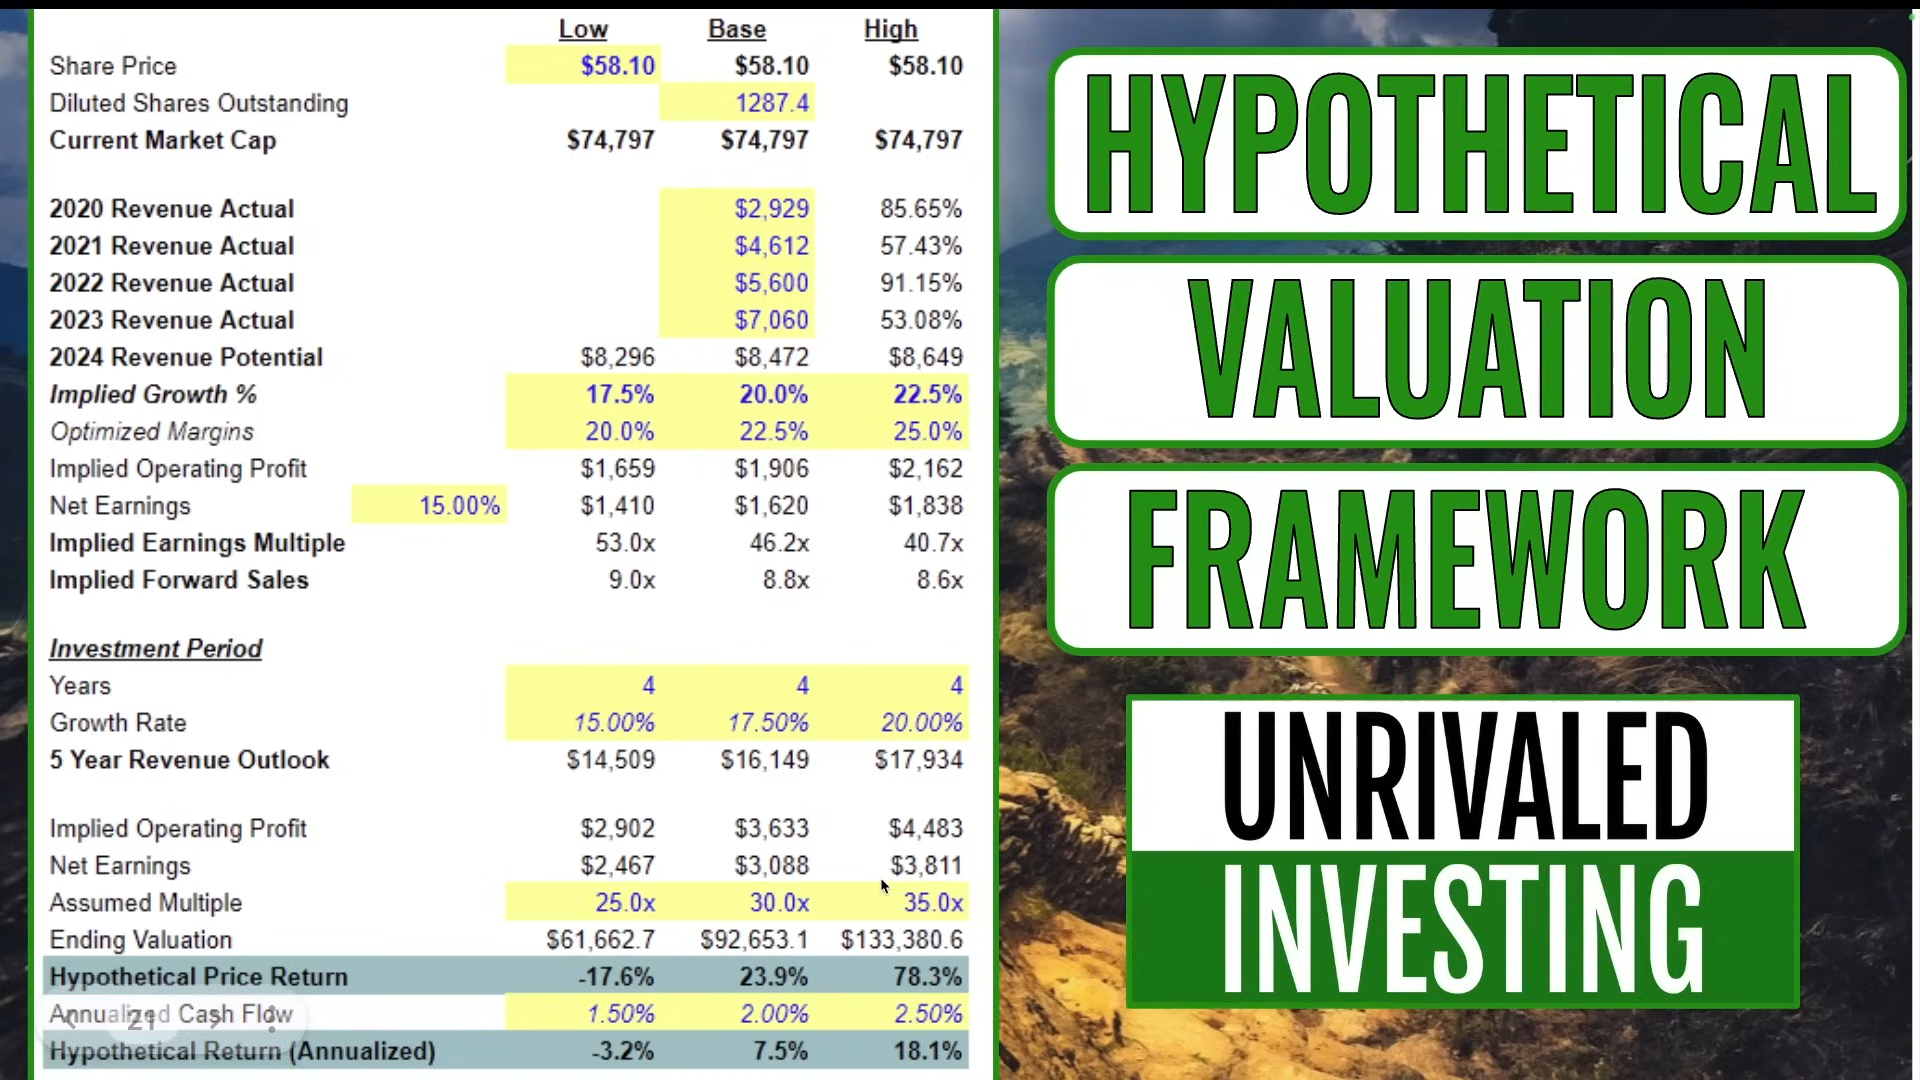 Low Base High
Share Price $58.10 $58.10 $58.10
Diluted Shares Outstanding 1287.4
Current Market Cap $74,797 $74,797 $74,797
2020 Revenue Actual $2,929 85.65%
2021 Revenue Actual $4,612 57.43%
2022 Revenue Actual $5,600 91.15%
2023 Revenue Actual $7,060 53.08%
2024 Revenue Potential $8,296 $8,472 $8,649
Implied Growth % 17.5% 20.0% 22.5%
Optimized Margins 20.0% 22.5% 25.0%
Implied Operating Profit $1,659 $1,906 $2,162
Net Earnings 15.00% $1,410 $1,620 $1,838
Implied Earnings Multiple 53.0x 46.2x 40.7x
Implied Forward Sales 9.0x 8.8x 8.6x
Investment Period
Years 4 4 4
Growth Rate 15.00% 17.50% 20.00%
5 Year Revenue Outlook $14,509 $16,149 $17,934
Implied Operating Profit $2,902 $3,633 $4,483
Net Earnings $2,467 $3,088 $3,811
Assumed Multiple 25.0x 30.0x 35.0x
Ending Valuation $61,662.7 $92,653.1 $133,380.6
Hypothetical Price Return -17.6% 23.9% 78.3%
Annualized Cash Flow 1.50% 2.00% 2.50%
21
Hypothetical Return (Annualized) -3.2% 7.5% 18.1%
HYPOTHETICAL
VALUATION
FRAMEWORK
UNRIVALED
INVESTING